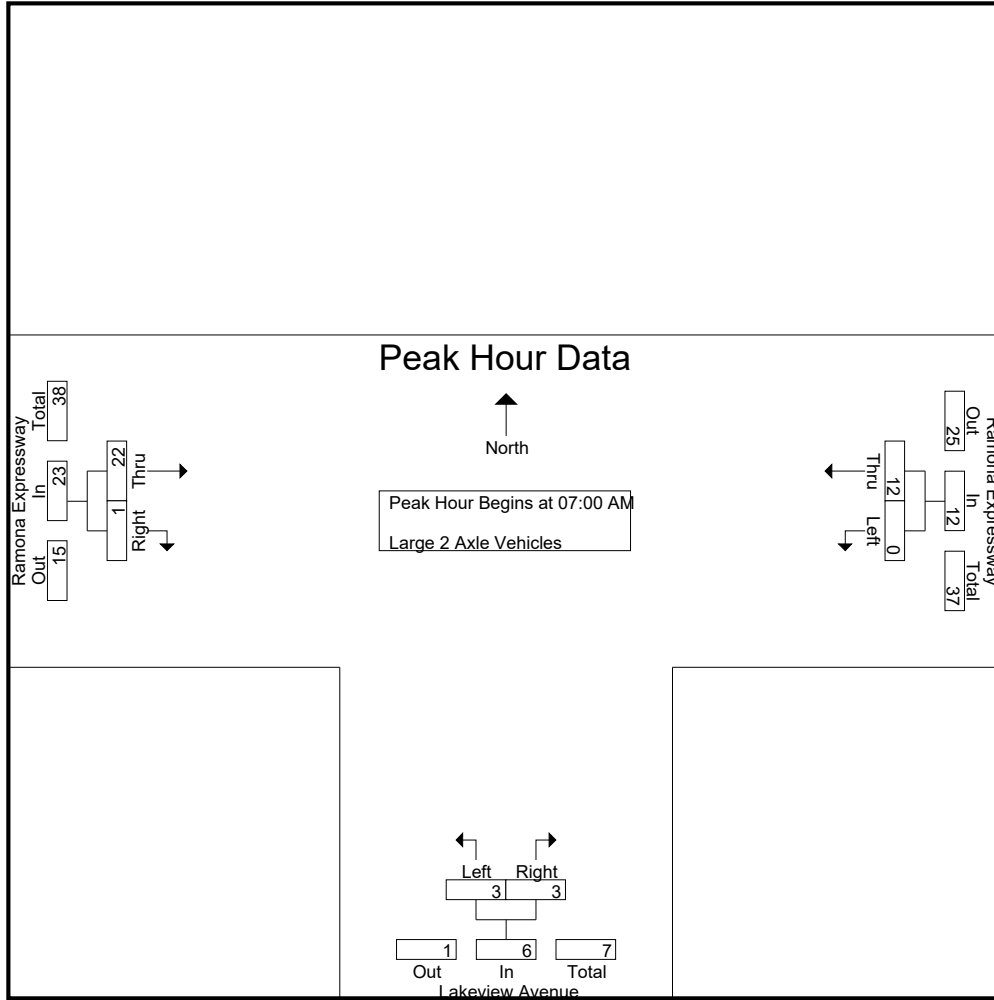 Peak Hour Data
North
Peak Hour Begins at 07:00 AM
Large 2 Axle Vehicles
Ramona Expressway
Total
38
In
23
Out
15
22
Thru
1
Right
Ramona Expressway
Out
25
In
12
Total
37
Thru
12
Left
0
Left Right
3 3
1 6 7
Out In Total
Lakeview Avenue